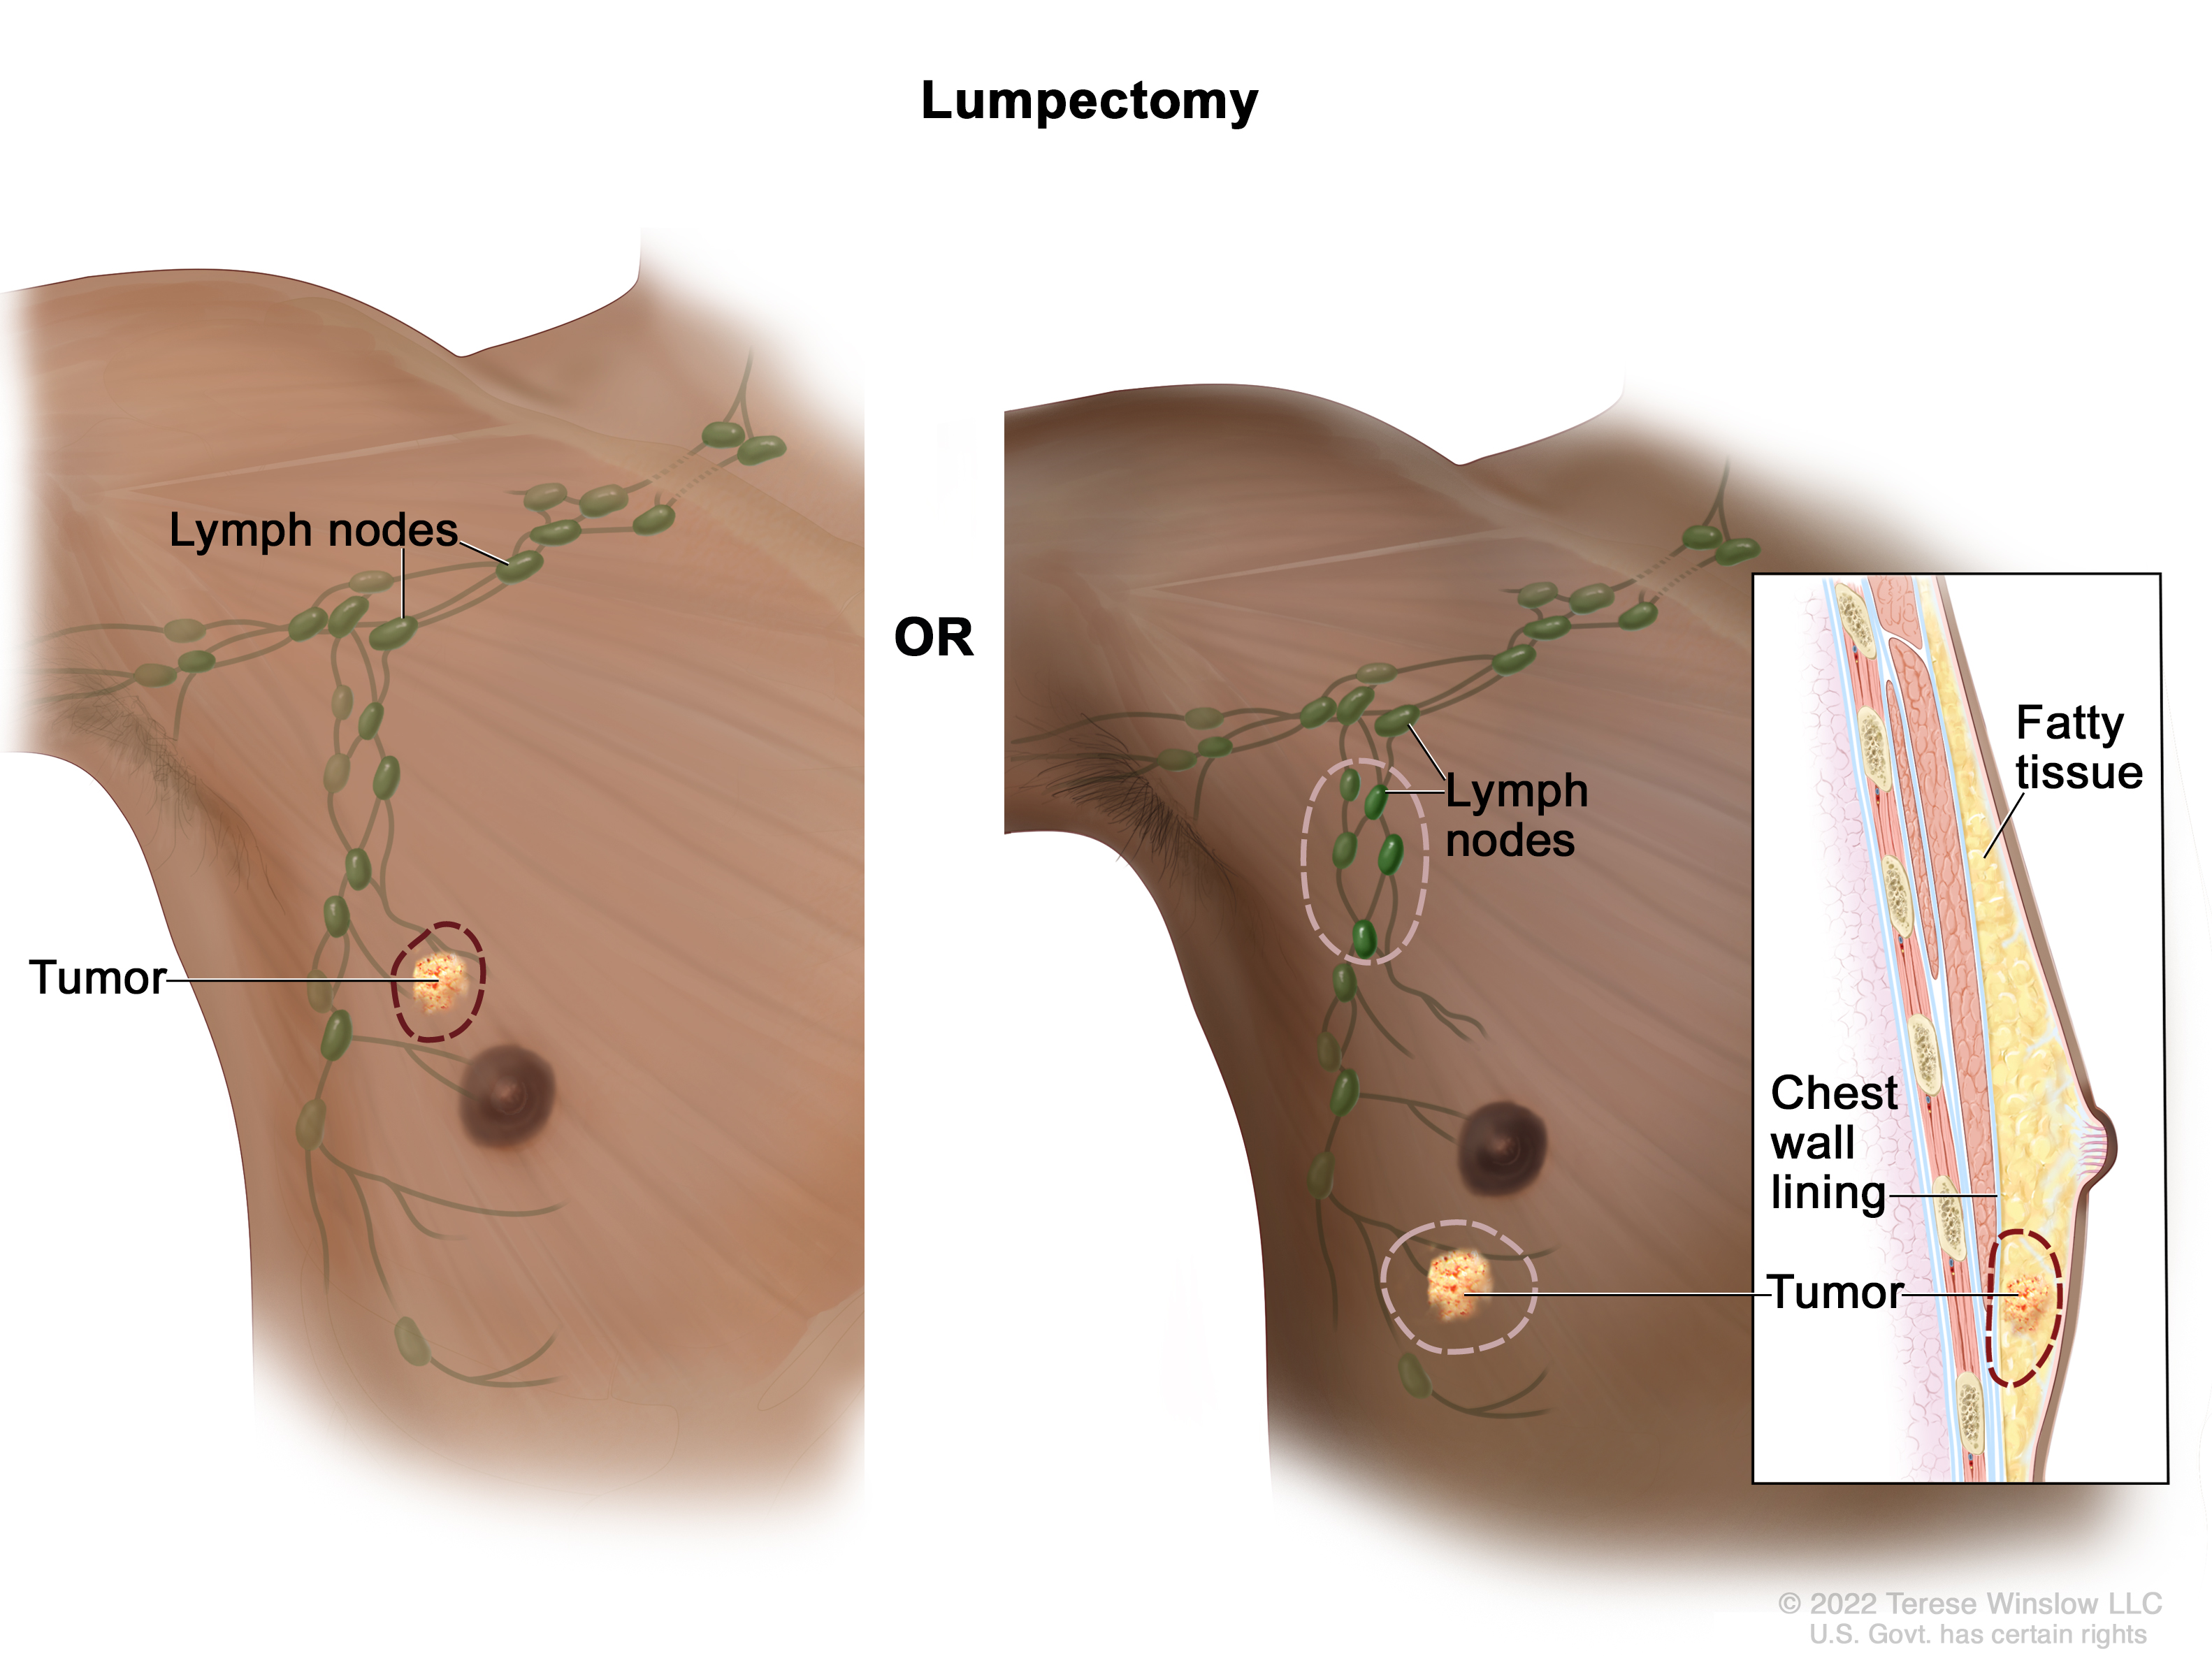 Lumpectomy
Lymph nodes
Tumor
OR
Lymph
nodes
Fatty
tissue
Chest
wall
lining
Tumor
© 2022 Terese Winslow LLC
U.S. Govt. has certain rights